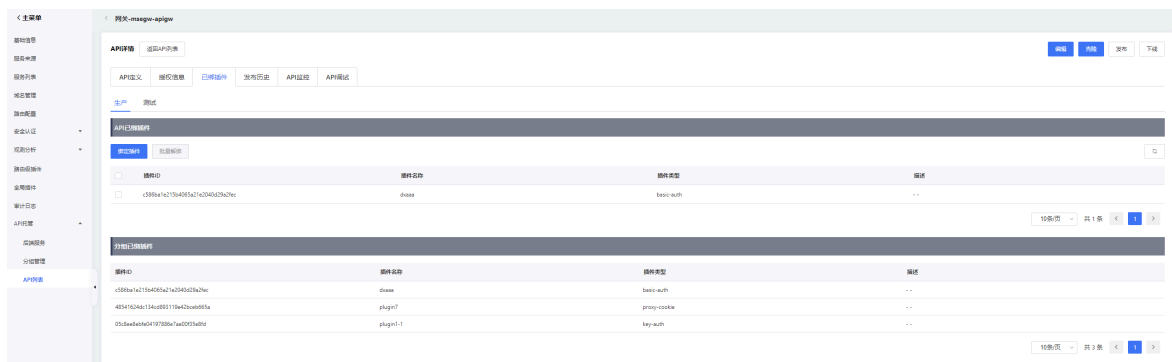 主菜单
网关-msegw-apigw
基础信息
服务来源
服务列表
域名管理
路由配置
安全认证
观测分析
路由级插件
全局插件
审计日志
API托管
后端服务
分组管理
API列表
API详情 返回API列表 编辑 克隆 发布 下线
API定义 授权信息 已绑插件 发布历史 API监控 API调试
生产 测试
API已绑插件
绑定插件 批量解绑
插件ID 插件名称 插件类型 描述
c586ba1e215b4065a21e2040d29a2fec dxaaa basic-auth --
10条/页 共 1 条 1
分组已绑插件
插件ID 插件名称 插件类型 描述
c586ba1e215b4065a21e2040d29a2fec dxaaa basic-auth --
48541624dc134cd893119a42bceb665a plugin7 proxy-cookie --
05c8ae8ebfe04197886a7ae00f35a8fd plugin1-1 key-auth --
10条/页 共 3 条 1